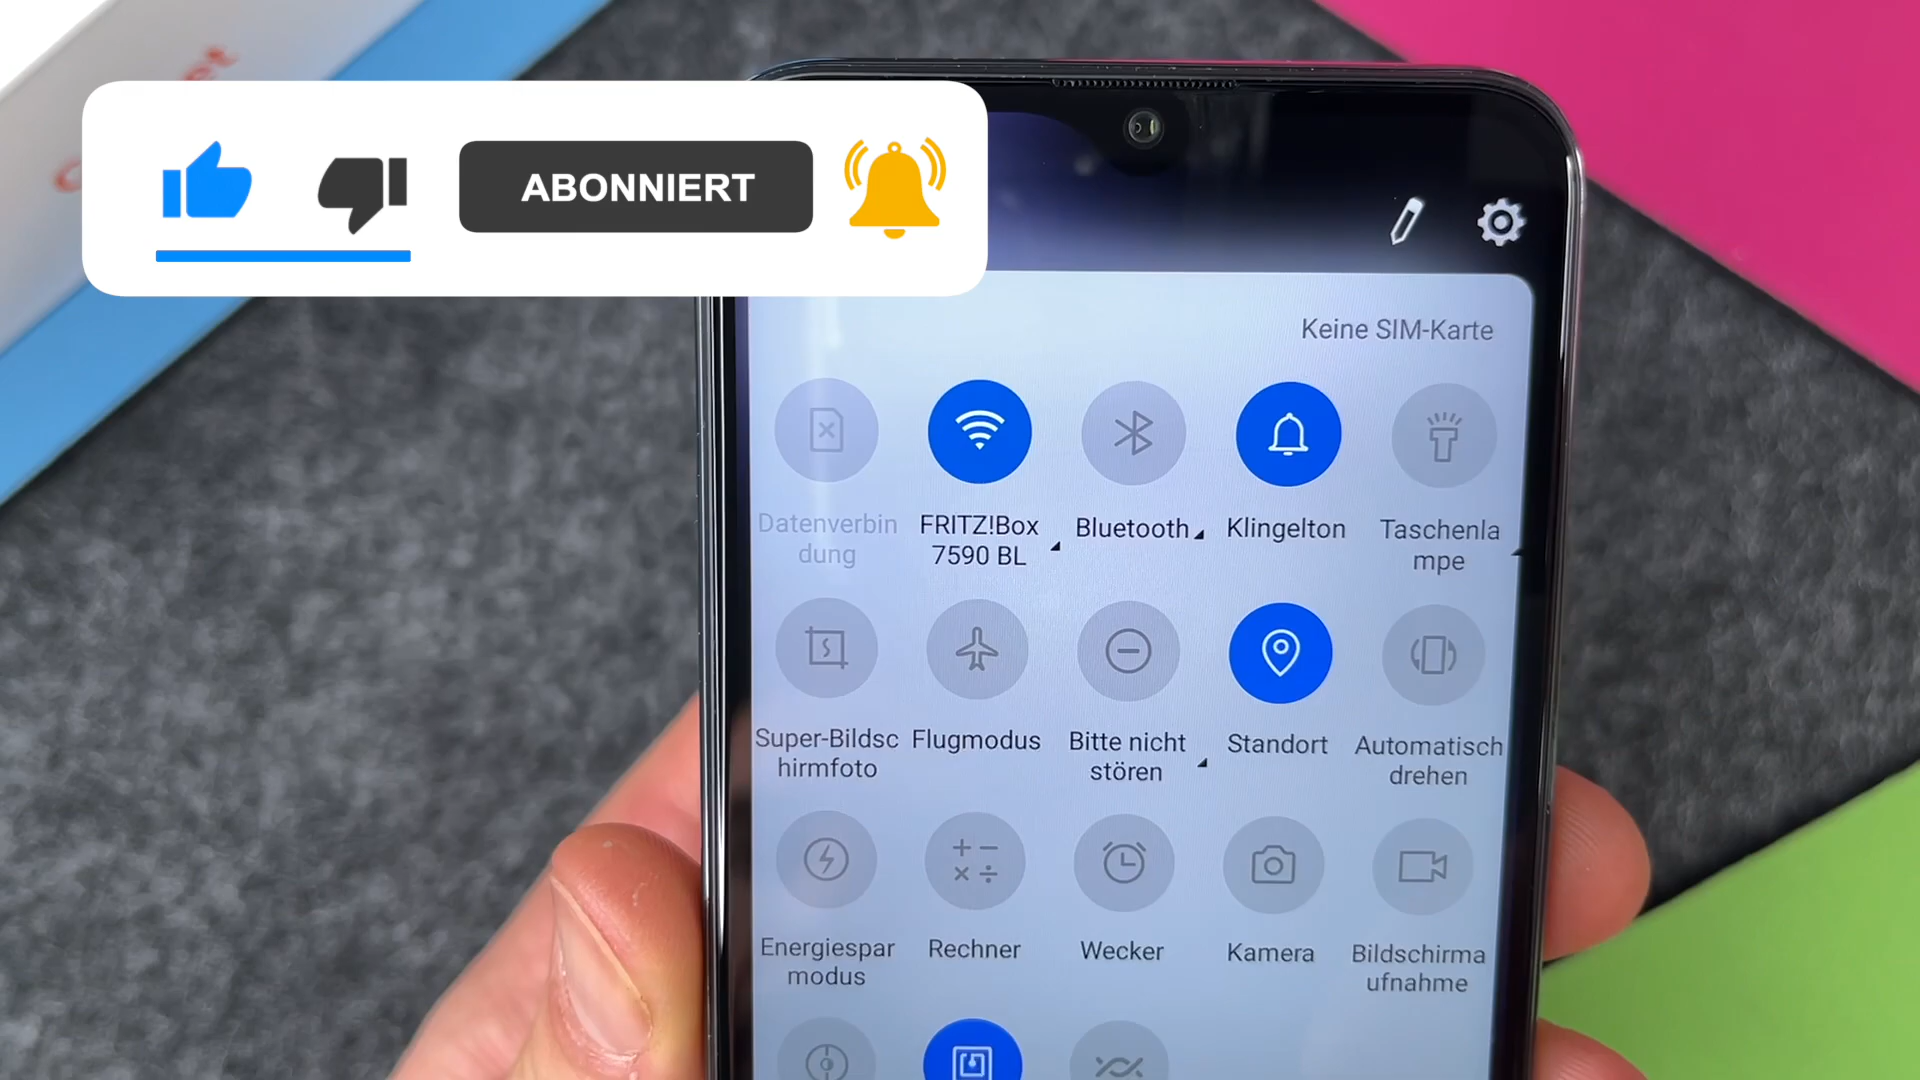 et
ABONNIERT
Keine SIM-Karte
Datenverbin
dung
FRITZ!Box
7590 BL
Bluetooth
Klingelton
Taschenla
mpe
Super-Bildsc
hirmfoto
Flugmodus
Bitte nicht
stören
Standort
Automatisch
drehen
Energiespar
modus
Rechner
Wecker
Kamera
Bildschirma
ufnahme